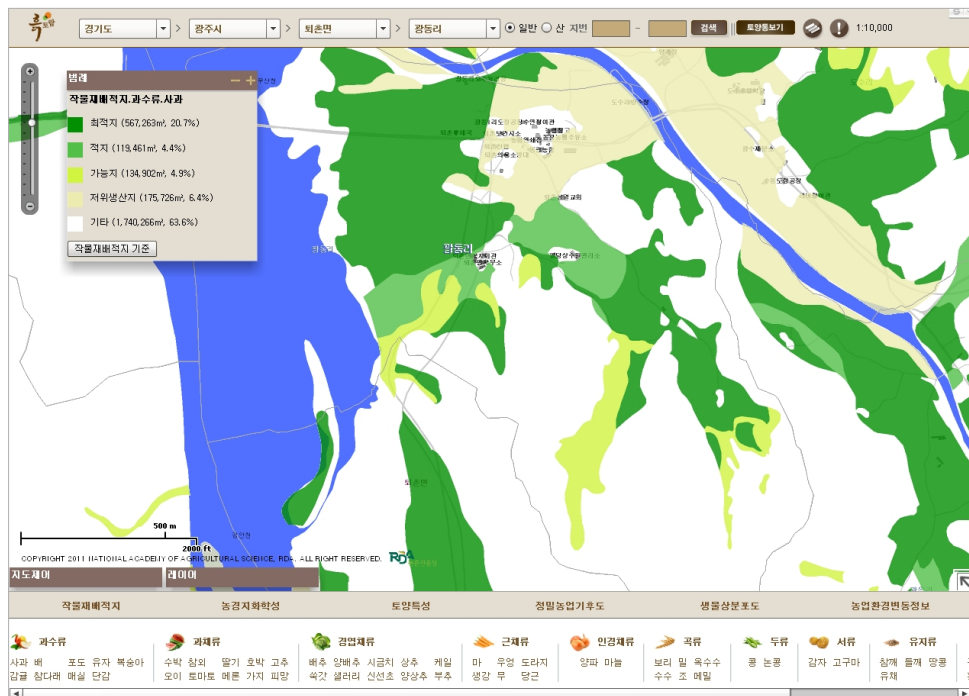 흙토람
경기도 > 광주시 > 퇴촌면 > 광동리 일반 산 지번 - 검색 토양통보기 1:10,000
범례
작물재배적지.과수류.사과
최적지 (567,263㎡, 20.7%)
적지 (119,461㎡, 4.4%)
가능지 (134,902㎡, 4.9%)
저위생산지 (175,726㎡, 6.4%)
기타 (1,740,266㎡, 63.6%)
작물재배적지 기준
광동리
광동리
퇴촌면
500 m
2000 ft
COPYRIGHT 2011 NATIONAL ACADEMY OF AGRICULTURAL SCIENCE, RDA. ALL RIGHT RESERVED. RDA
지도제어 레이어
작물재배적지 농경지화학성 토양특성 정밀농업기후도 생물상분포도 농업환경변동정보
과수류 과채류 경엽채류 근채류 인경채류 곡류 두류 서류 유지류
사과 배 포도 유자 복숭아 수박 참외 딸기 호박 고추 배추 양배추 시금치 상추 케일 마 우엉 도라지 양파 마늘 보리 밀 옥수수 콩 논콩 감자 고구마 참깨 들깨 땅콩
감귤 참다래 매실 단감 오이 토마토 메론 가지 피망 쑥갓 샐러리 신선초 양상추 부추 생강 무 당근 수수 조 메밀 유채